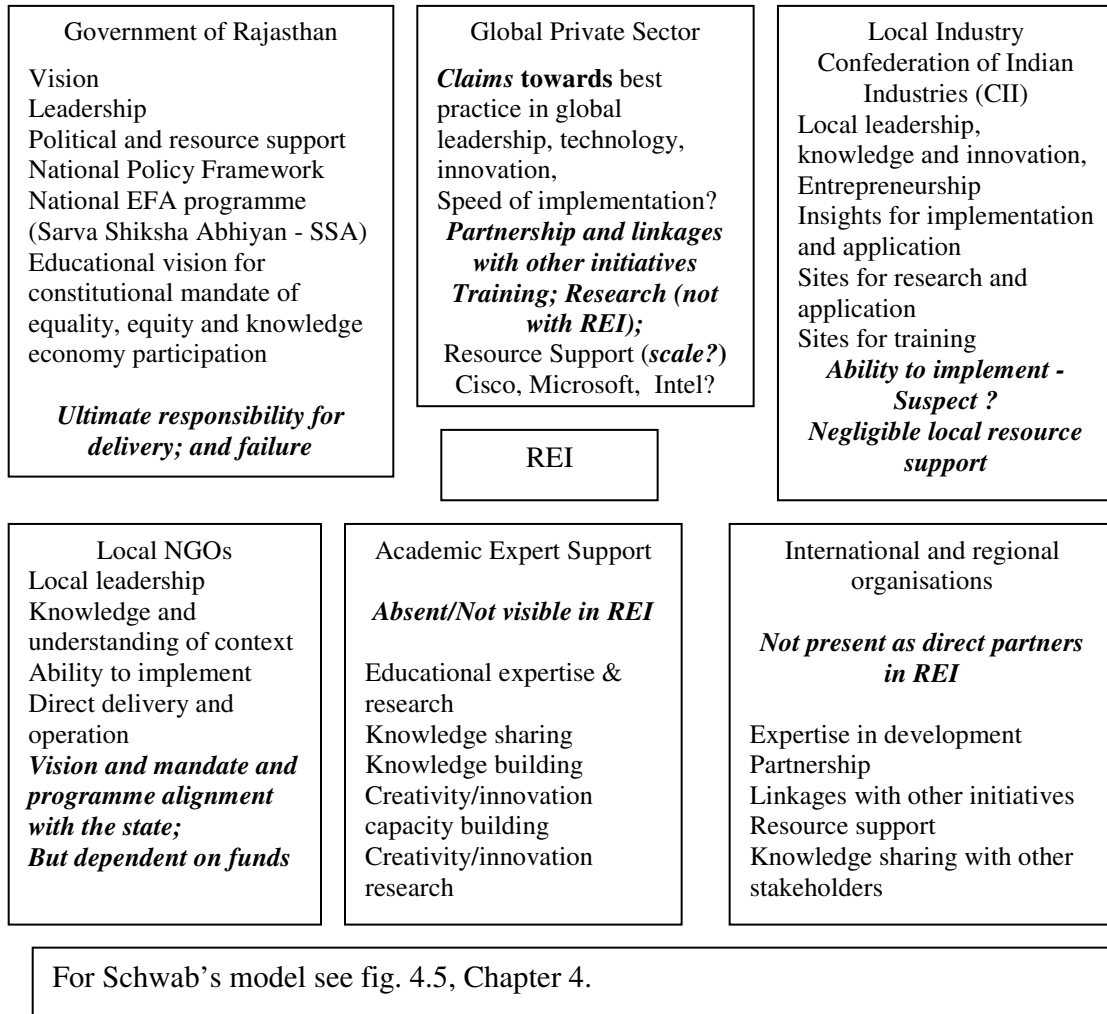 Government of Rajasthan
Vision
Leadership
Political and resource support
National Policy Framework
National EFA programme
(Sarva Shiksha Abhiyan - SSA)
Educational vision for
constitutional mandate of
equality, equity and knowledge
economy participation
Ultimate responsibility for
delivery; and failure
Global Private Sector
Claims towards best
practice in global
leadership, technology,
innovation,
Speed of implementation?
Partnership and linkages
with other initiatives
Training; Research (not
with REI);
Resource Support (scale?)
Cisco, Microsoft, Intel?
Local Industry
Confederation of Indian
Industries (CII)
Local leadership,
knowledge and innovation,
Entrepreneurship
Insights for implementation
and application
Sites for research and
application
Sites for training
Ability to implement -
Suspect ?
Negligible local resource
support
REI
Local NGOs
Local leadership
Knowledge and
understanding of context
Ability to implement
Direct delivery and
operation
Vision and mandate and
programme alignment
with the state;
But dependent on funds
Academic Expert Support
Absent/Not visible in REI
Educational expertise &
research
Knowledge sharing
Knowledge building
Creativity/innovation
capacity building
Creativity/innovation
research
International and regional
organisations
Not present as direct partners
in REI
Expertise in development
Partnership
Linkages with other initiatives
Resource support
Knowledge sharing with other
stakeholders
For Schwab's model see fig. 4.5, Chapter 4.